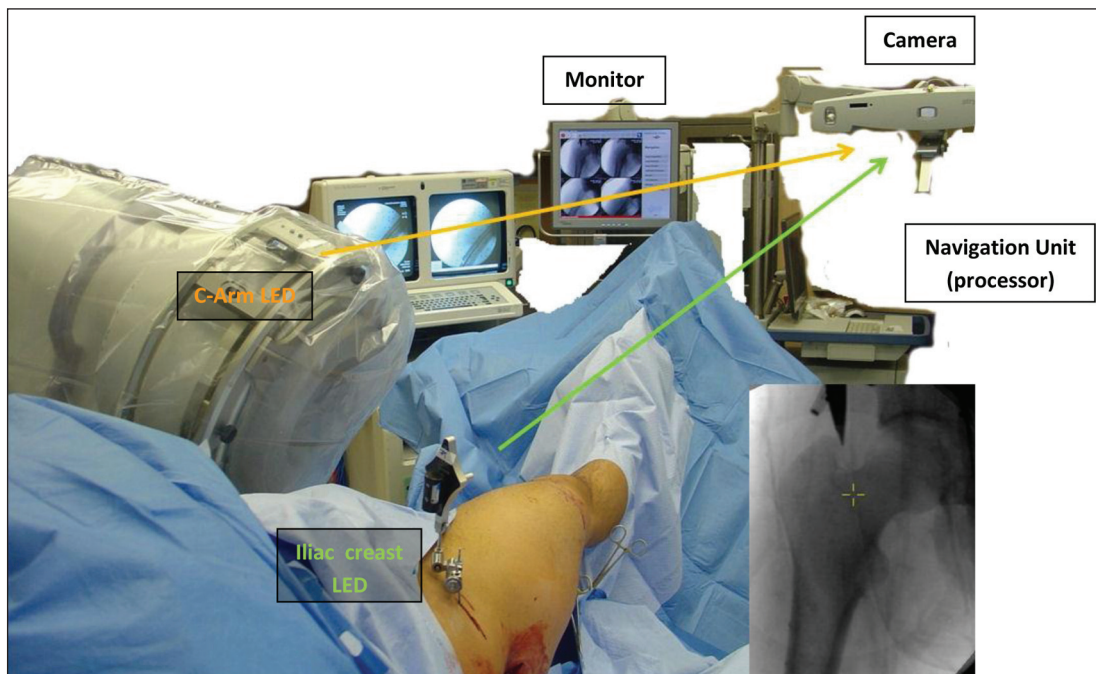 Camera
Monitor
Navigation Unit
(processor)
C-Arm LED
Iliac creast
LED